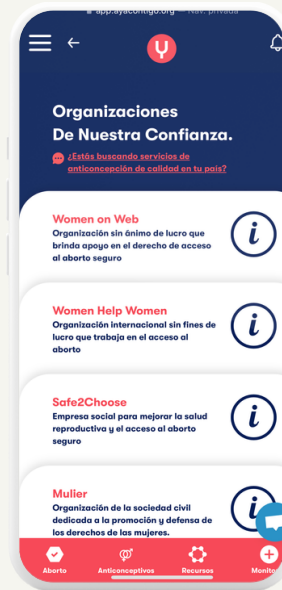 app.ayacontigo.org — Nav. privada
Organizaciones
De Nuestra Confianza.
¿Estás buscando servicios de
anticoncepción de calidad en tu país?
Women on Web
Organización sin ánimo de lucro que
brinda apoyo en el derecho de acceso
al aborto seguro
i
Women Help Women
Organización internacional sin fines de
lucro que trabaja en el acceso al
aborto
i
Safe2Choose
Empresa social para mejorar la salud
reproductiva y el acceso al aborto
seguro
i
Mulier
Organización de la sociedad civil
dedicada a la promoción y defensa de
los derechos de las mujeres.
i
Aborto
Anticonceptivos
Recursos
Monitor